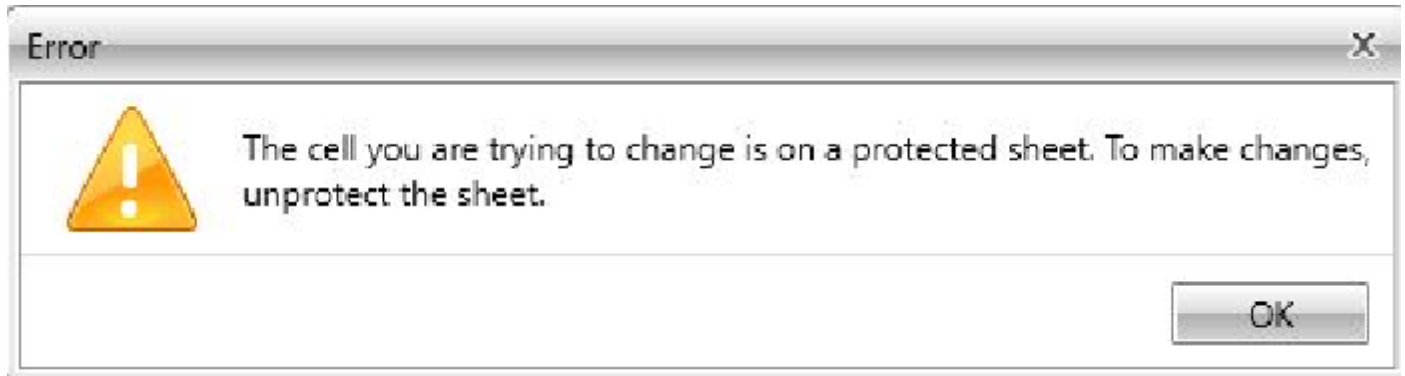 Error
The cell you are trying to change is on a protected sheet. To make changes,
unprotect the sheet.
OK